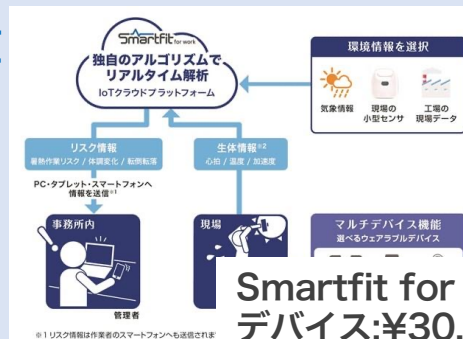 Smartfit for work
独自のアルゴリズムで
リアルタイム解析
IoTクラウドプラットフォーム
環境情報を選択
気象情報
現場の
小型センサ
工場の
現場データ
リスク情報
暑熱作業リスク / 体調変化 / 転倒転落
生体情報※2
心拍 / 温度 / 加速度
PC・タブレット・スマートフォンへ
情報を送信※1
事務所内
管理者
現場
マルチデバイス機能
選べるウェアラブルデバイス
※1 リスク情報は作業者のスマートフォンへも送信されま
Smartfit for
デバイス:¥30,